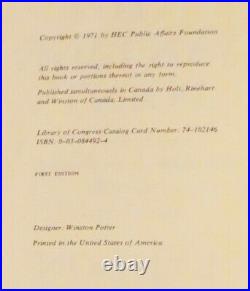 Copyright © 1971 by HEC Public Affairs Foundation
All rights reserved, including the right to reproduce
this book or portions thereof in any form.
Published simultaneously in Canada by Holt, Rinehart
and Winston of Canada, Limited.
Library of Congress Catalog Card Number: 74-102146
ISBN: 0-03-084492-4
FIRST EDITION
Designer: Winston Potter
Printed in the United States of America